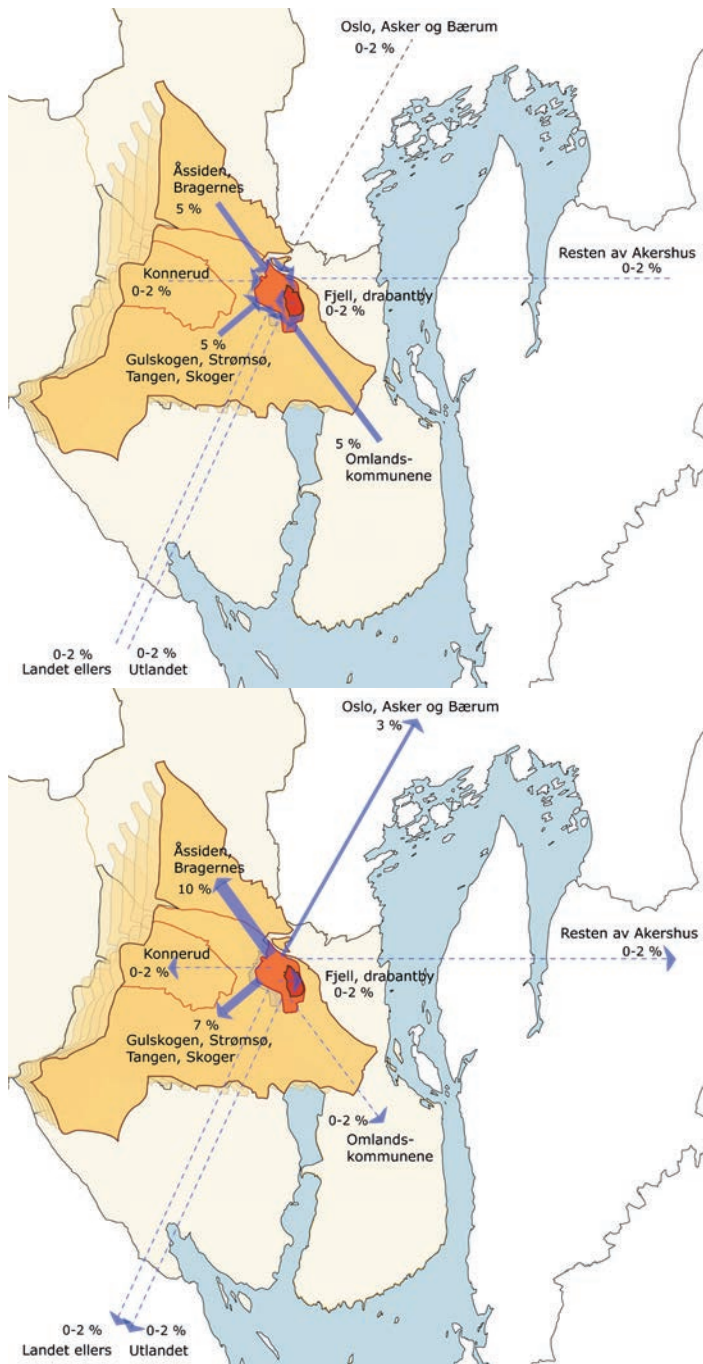 Oslo, Asker og Bærum
0-2 %
Åssiden,
Bragernes
5 %
Resten av Akershus
0-2 %
Konnerud
0-2 %
Fjell, drabantby
0-2 %
5 %
Gulskogen, Strømsø,
Tangen, Skoger
5 %
Omlands-
kommunene
0-2 %
Landet ellers
0-2 %
Utlandet
Oslo, Asker og Bærum
3 %
Åssiden,
Bragernes
10 %
Resten av Akershus
0-2 %
Konnerud
0-2 %
Fjell, drabantby
0-2 %
7 %
Gulskogen, Strømsø,
Tangen, Skoger
0-2 %
Omlands-
kommunene
0-2 %
Landet ellers
0-2 %
Utlandet